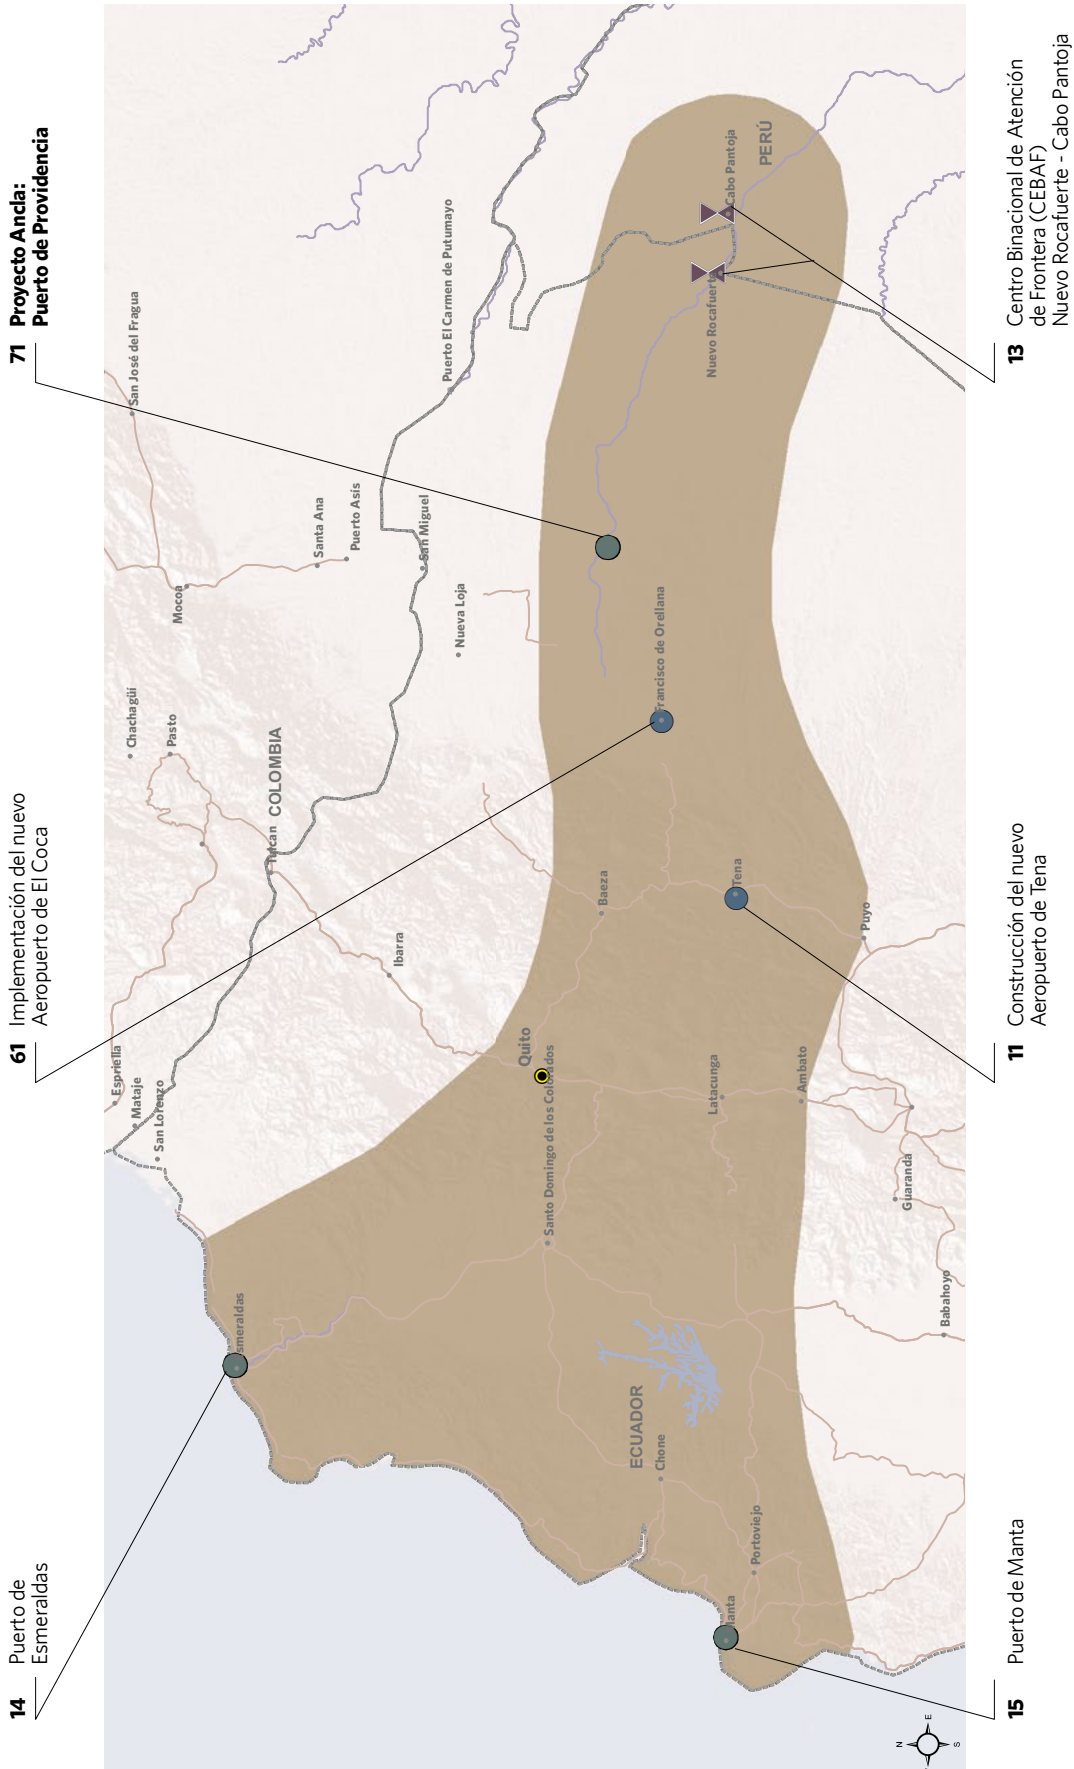 14 Puerto de
Esmeraldas
61 Implementación del nuevo
Aeropuerto de El Coca
71 Proyecto Ancla:
Puerto de Providencia
Espriella
Mataje
San Lorenzo
Chachagüí
Pasto
Mocoa
San José del Fragua
Santa Ana
Puerto Asís
COLOMBIA
Tulcan
Ibarra
San Miguel
Nueva Loja
Puerto El Carmen de Putumayo
Esmeraldas
Quito
Santo Domingo de los Colorados
Baeza
Francisco de Orellana
Nuevo Rocafuerte
Cabo Pantoja
PERÚ
ECUADOR
Chone
Portoviejo
Manta
Latacunga
Ambato
Tena
Puyo
Guaranda
Babahoyo
N
E
S
15 Puerto de Manta
11 Construcción del nuevo
Aeropuerto de Tena
13 Centro Binacional de Atención
de Frontera (CEBAF)
Nuevo Rocafuerte - Cabo Pantoja